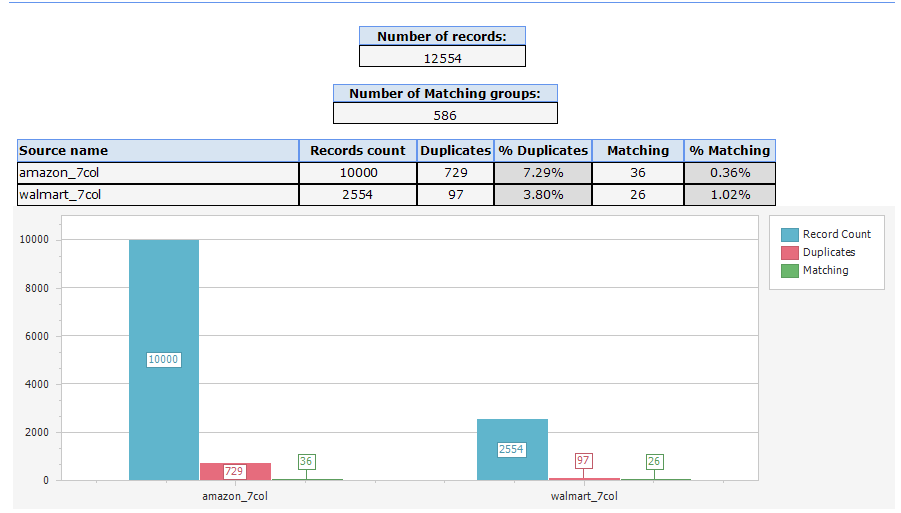 Number of records:
12554
Number of Matching groups:
586
Source name Records count Duplicates % Duplicates Matching % Matching
amazon_7col 10000 729 7.29% 36 0.36%
walmart_7col 2554 97 3.80% 26 1.02%
Record Count
Duplicates
Matching
10000
8000
6000
4000
2000
0
10000
729
36
2554
97
26
amazon_7col walmart_7col